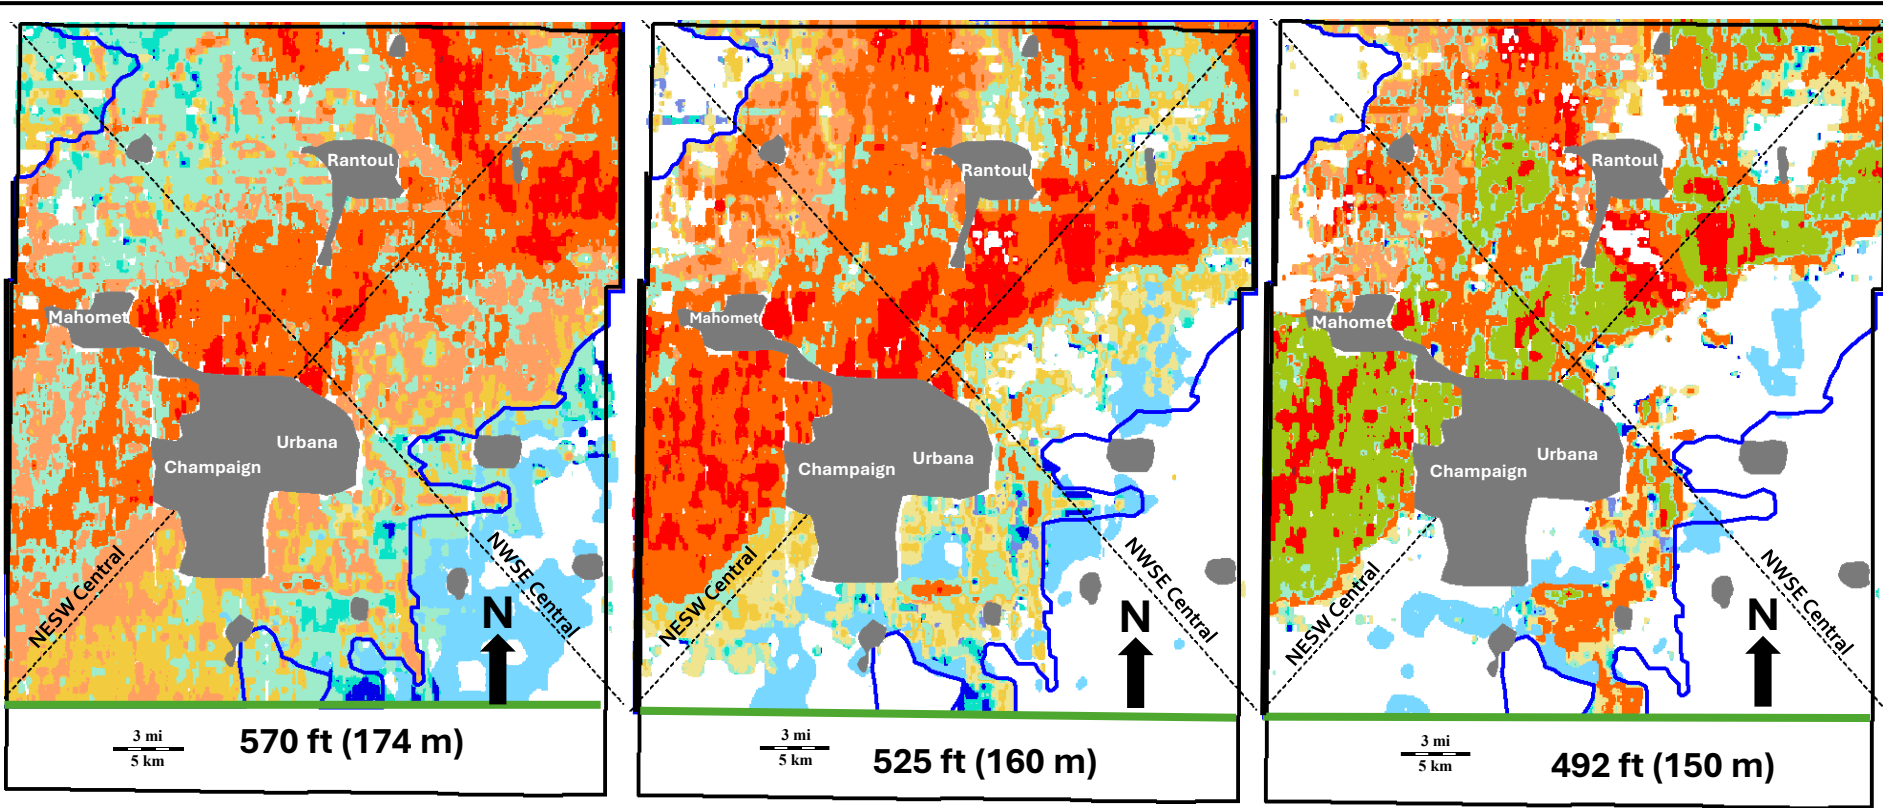 Rantoul
Mahomet
Urbana
Champaign
NESW Central
NWSE Central
N
3 mi
5 km
570 ft (174 m)
Rantoul
Mahomet
Urbana
Champaign
NESW Central
NWSE Central
N
3 mi
5 km
525 ft (160 m)
Rantoul
Mahomet
Urbana
Champaign
NESW Central
NWSE Central
N
3 mi
5 km
492 ft (150 m)